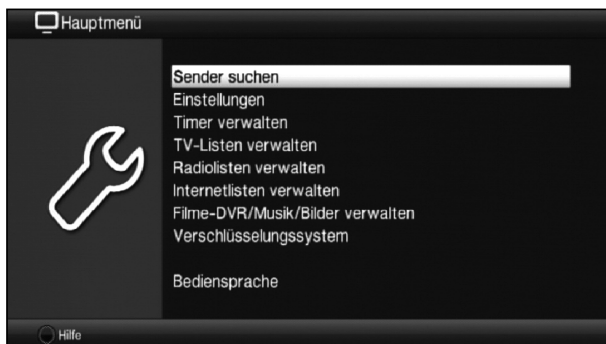 Hauptmenü
Sender suchen
Einstellungen
Timer verwalten
TV-Listen verwalten
Radiolisten verwalten
Internetlisten verwalten
Filme-DVR/Musik/Bilder verwalten
Verschlüsselungssystem
Bediensprache
Hilfe